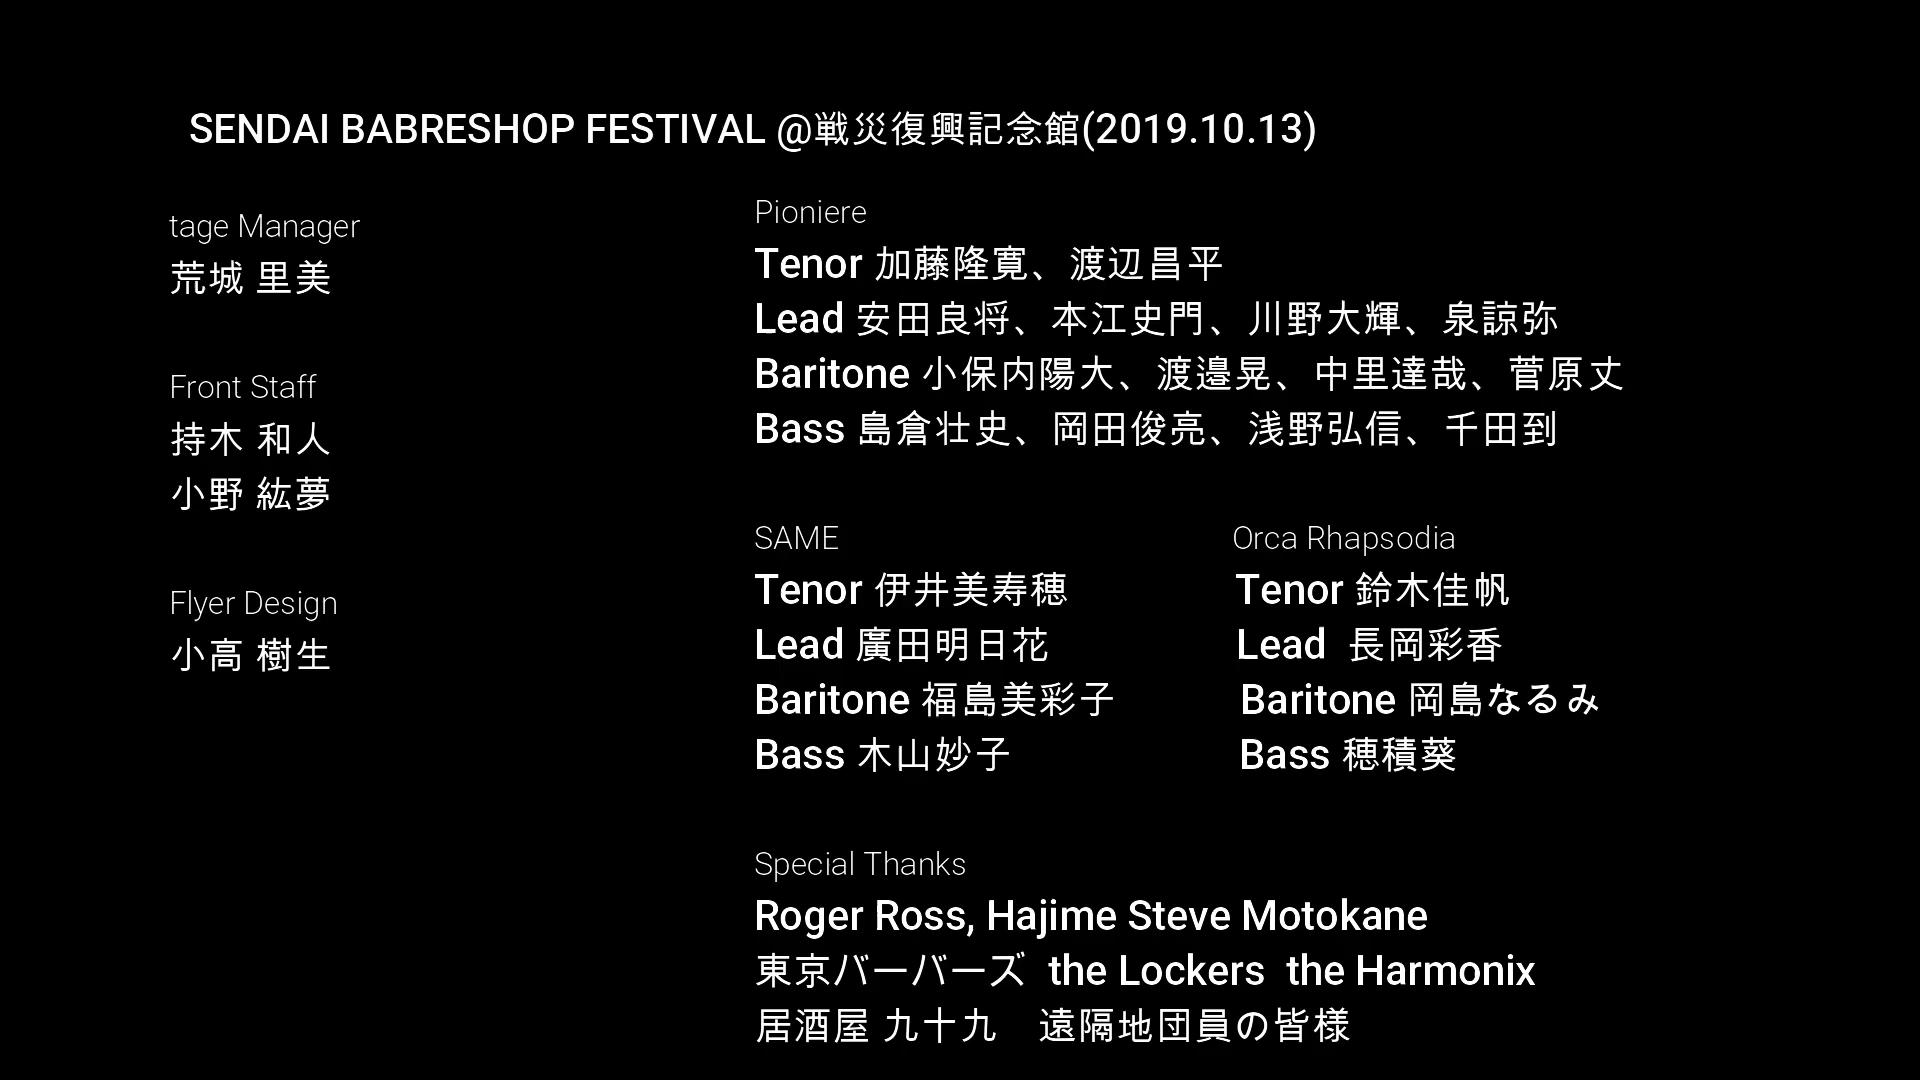 SENDAI BABRESHOP FESTIVAL @戦災復興記念館(2019.10.13)
tage Manager
荒城 里美
Front Staff
持木 和人
小野 紘夢
Flyer Design
小高 樹生
Pioniere
Tenor 加藤隆寛、渡辺昌平
Lead 安田良将、本江史門、川野大輝、泉諒弥
Baritone 小保内陽大、渡邉晃、中里達哉、菅原丈
Bass 島倉壮史、岡田俊亮、浅野弘信、千田到
SAME
Tenor 伊井美寿穂
Lead 廣田明日花
Baritone 福島美彩子
Bass 木山妙子
Orca Rhapsodia
Tenor 鈴木佳帆
Lead 長岡彩香
Baritone 岡島なるみ
Bass 穂積葵
Special Thanks
Roger Ross, Hajime Steve Motokane
東京バーバーズ the Lockers the Harmonix
居酒屋 九十九　遠隔地団員の皆様